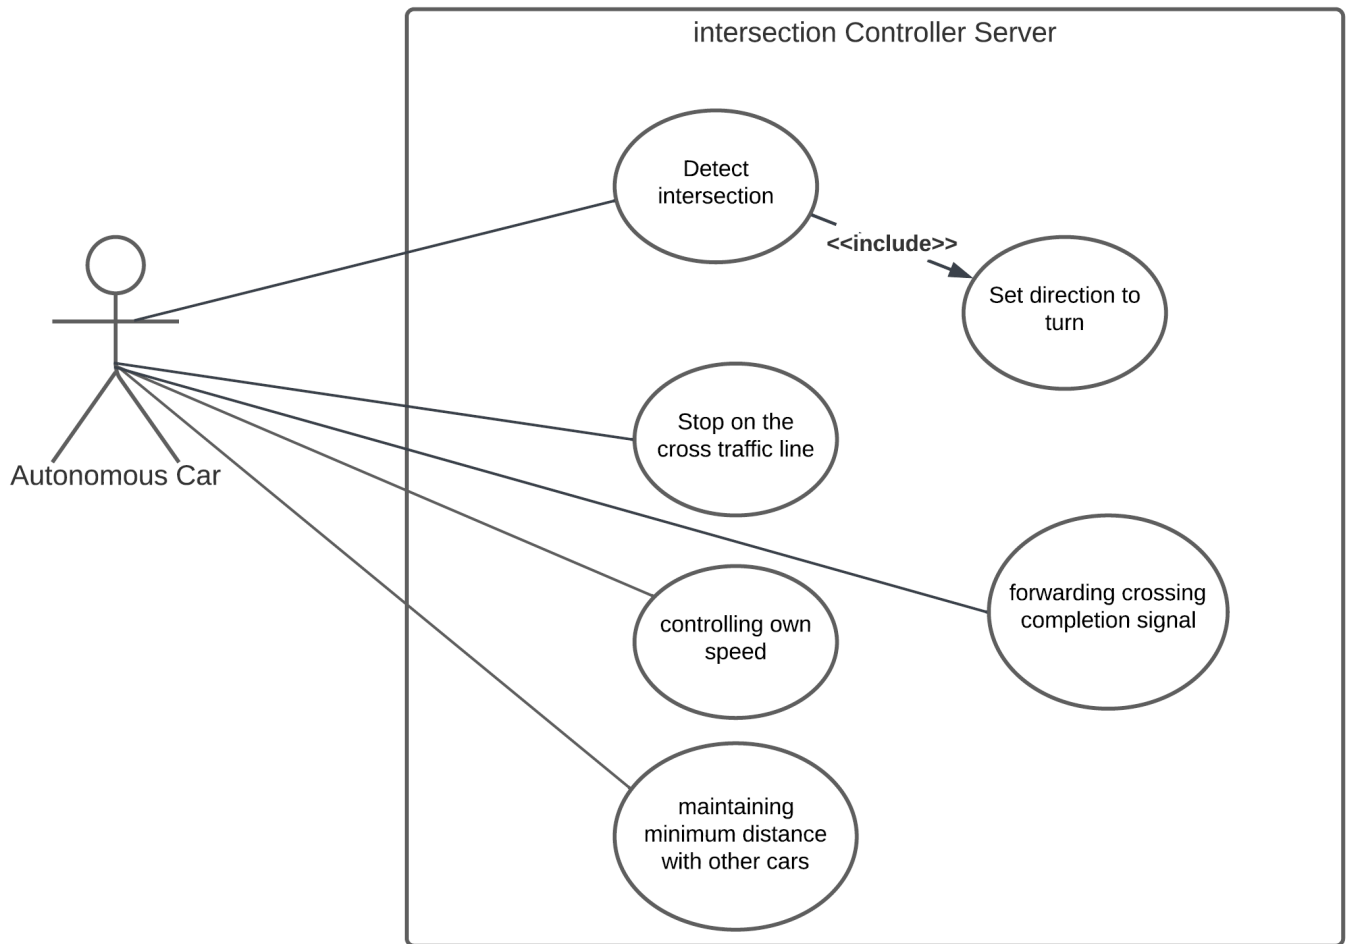 intersection Controller Server
Detect
intersection
<<include>>
Set direction to
turn
Stop on the
cross traffic line
Autonomous Car
forwarding crossing
completion signal
controlling own
speed
maintaining
minimum distance
with other cars